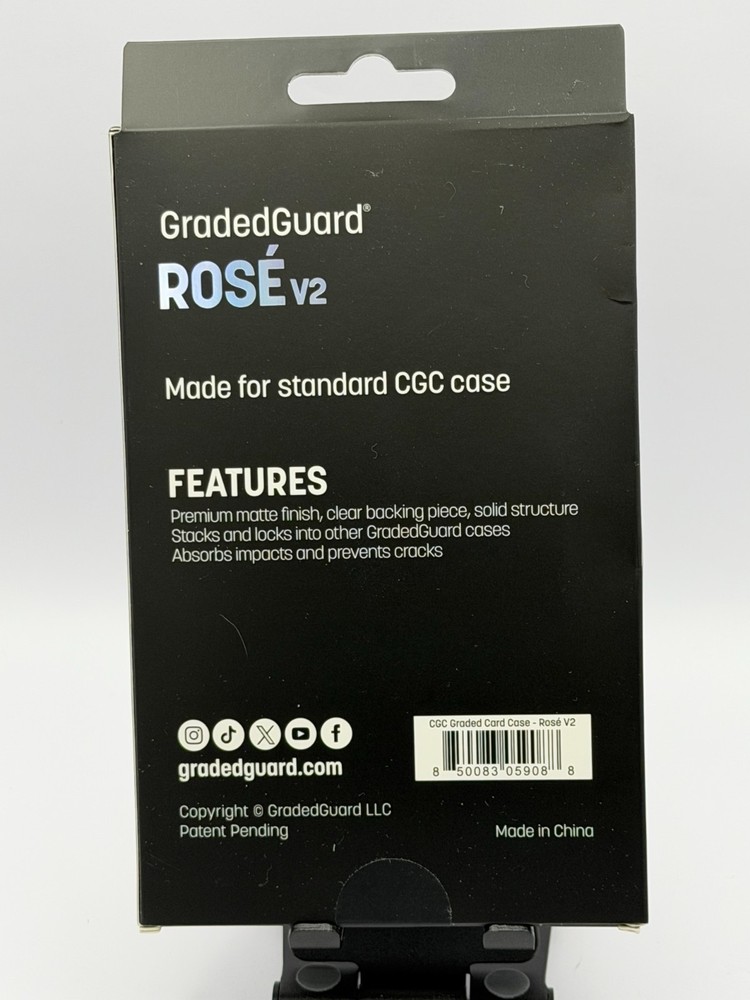 GradedGuard®
ROSÉ V2
Made for standard CGC case
FEATURES
Premium matte finish, clear backing piece, solid structure
Stacks and locks into other GradedGuard cases
Absorbs impacts and prevents cracks
gradedguard.com
CGC Graded Card Case - Rosé V2
8 50083 05908 8
Copyright © GradedGuard LLC
Patent Pending
Made in China